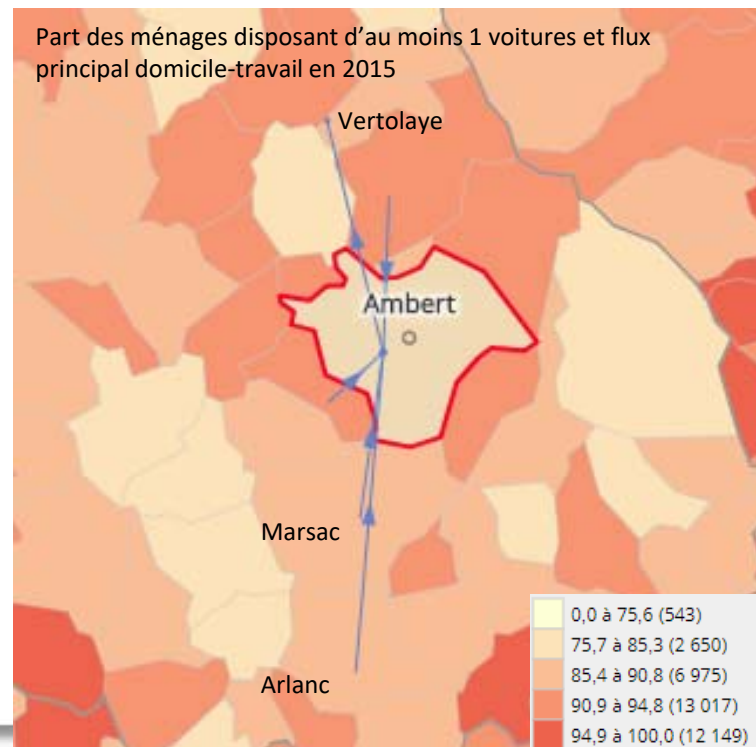 Part des ménages disposant d’au moins 1 voitures et flux
principal domicile-travail en 2015
Vertolaye
Ambert
Marsac
Arlanc
0,0 à 75,6 (543)
75,7 à 85,3 (2 650)
85,4 à 90,8 (6 975)
90,9 à 94,8 (13 017)
94,9 à 100,0 (12 149)